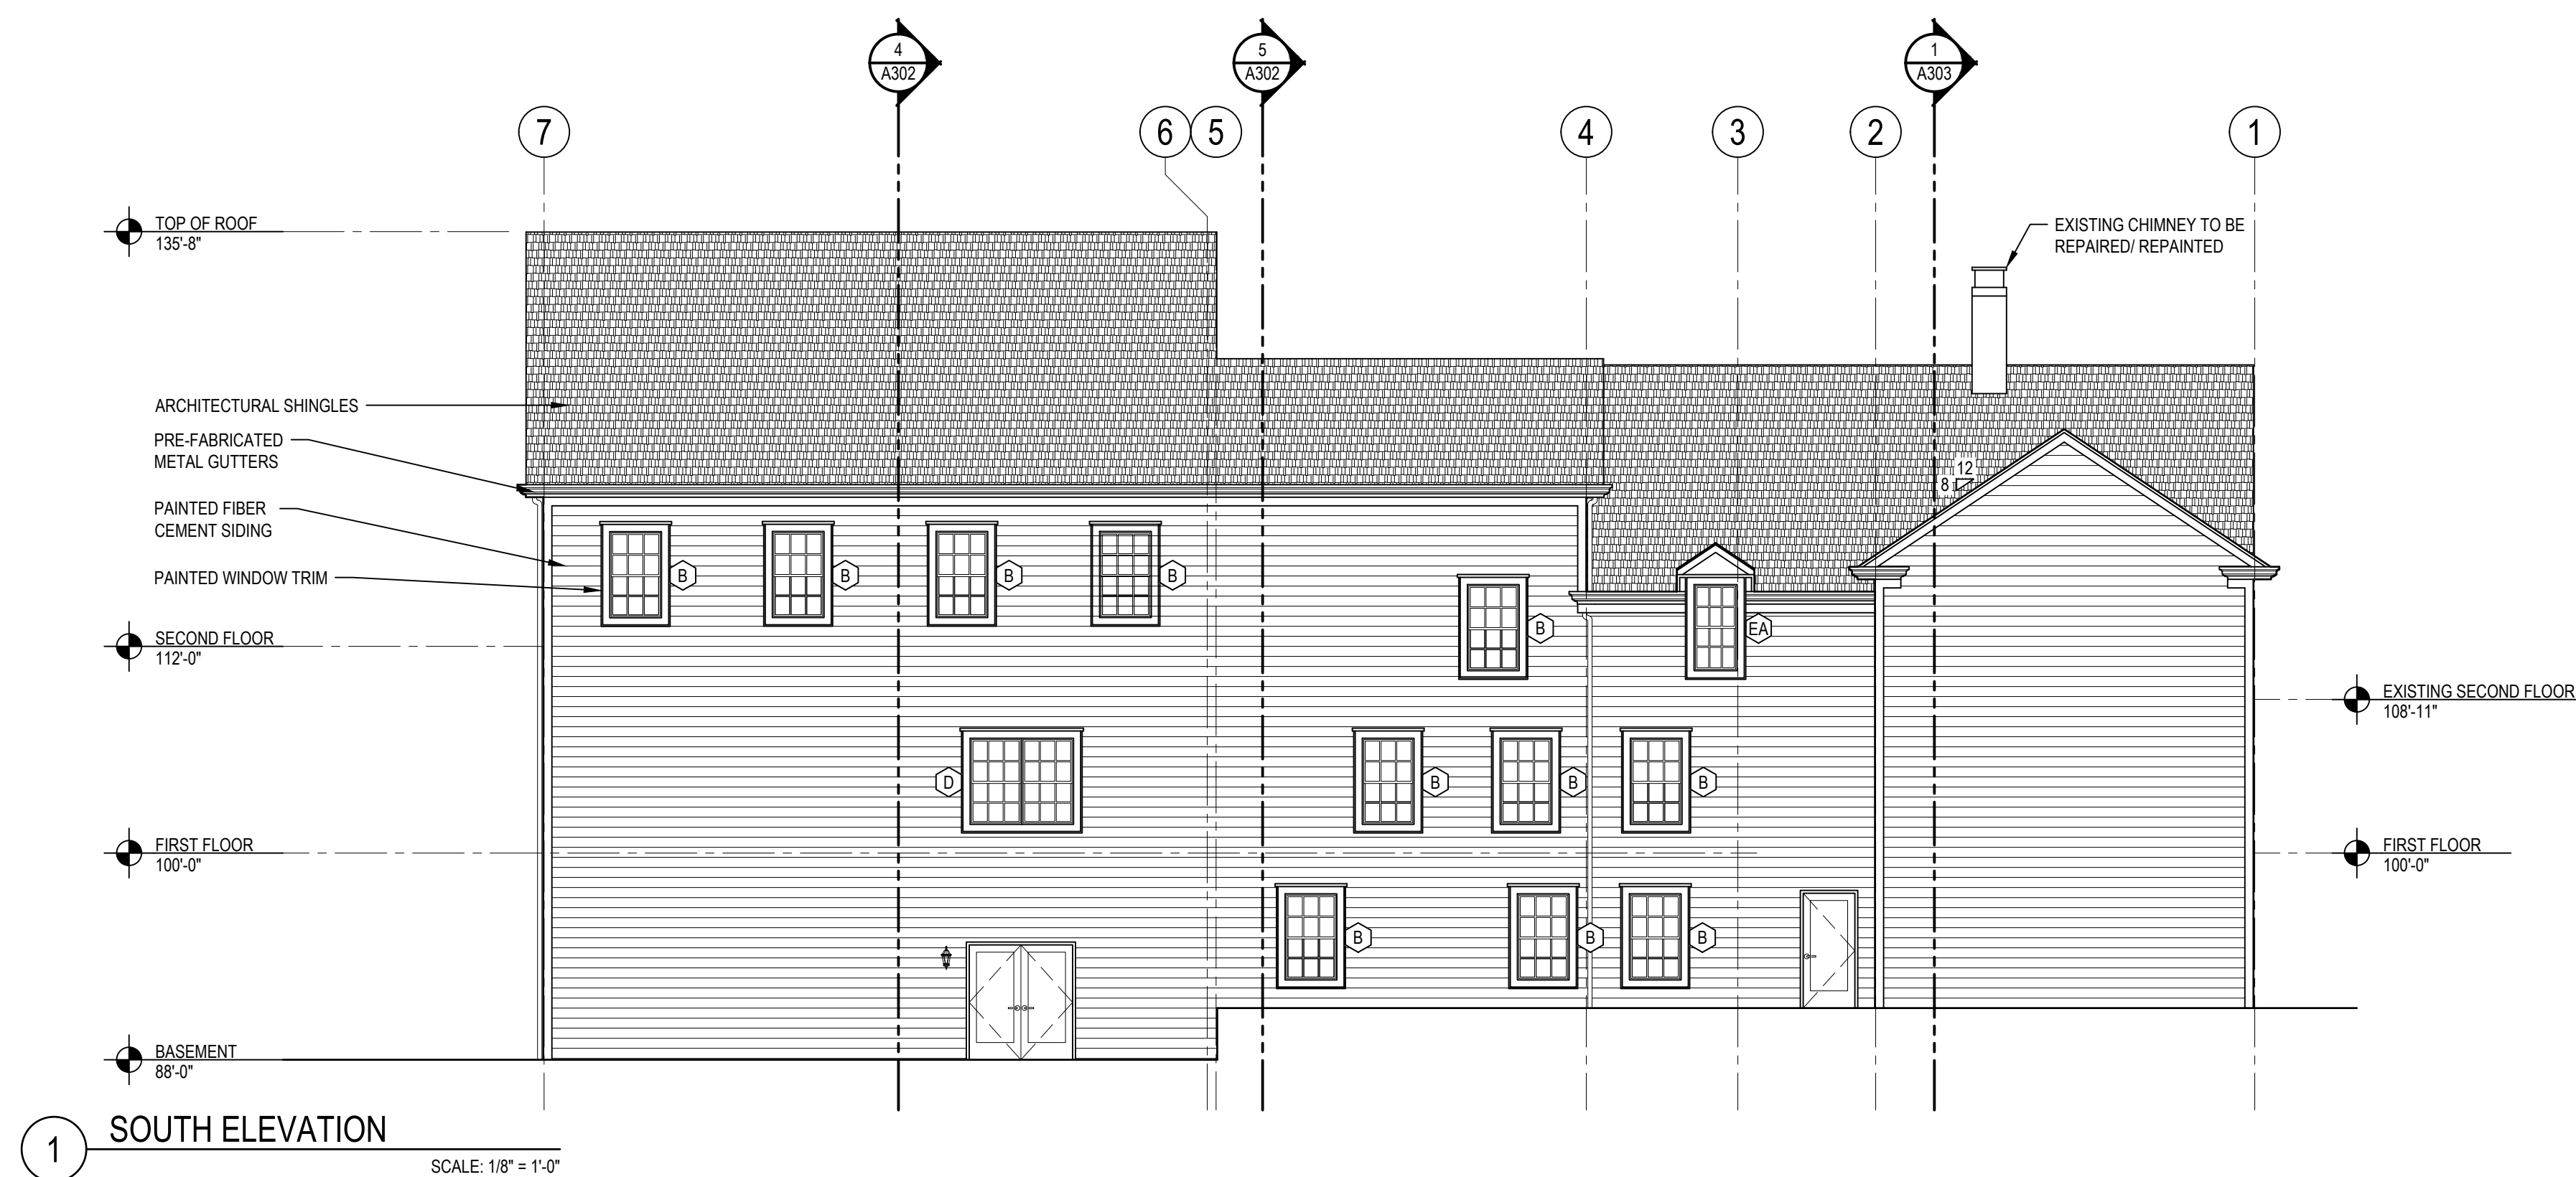 4
A302
5
A302
1
A303
7
6
5
4
3
2
1
TOP OF ROOF
135'-8"
EXISTING CHIMNEY TO BE
REPAIRED/ REPAINTED
ARCHITECTURAL SHINGLES
PRE-FABRICATED
METAL GUTTERS
12
8
PAINTED FIBER
CEMENT SIDING
PAINTED WINDOW TRIM
B
B
B
B
B
EA
SECOND FLOOR
112'-0"
EXISTING SECOND FLOOR
108'-11"
D
B
B
B
FIRST FLOOR
100'-0"
FIRST FLOOR
100'-0"
B
B
B
BASEMENT
88'-0"
1
SOUTH ELEVATION
SCALE: 1/8" = 1'-0"